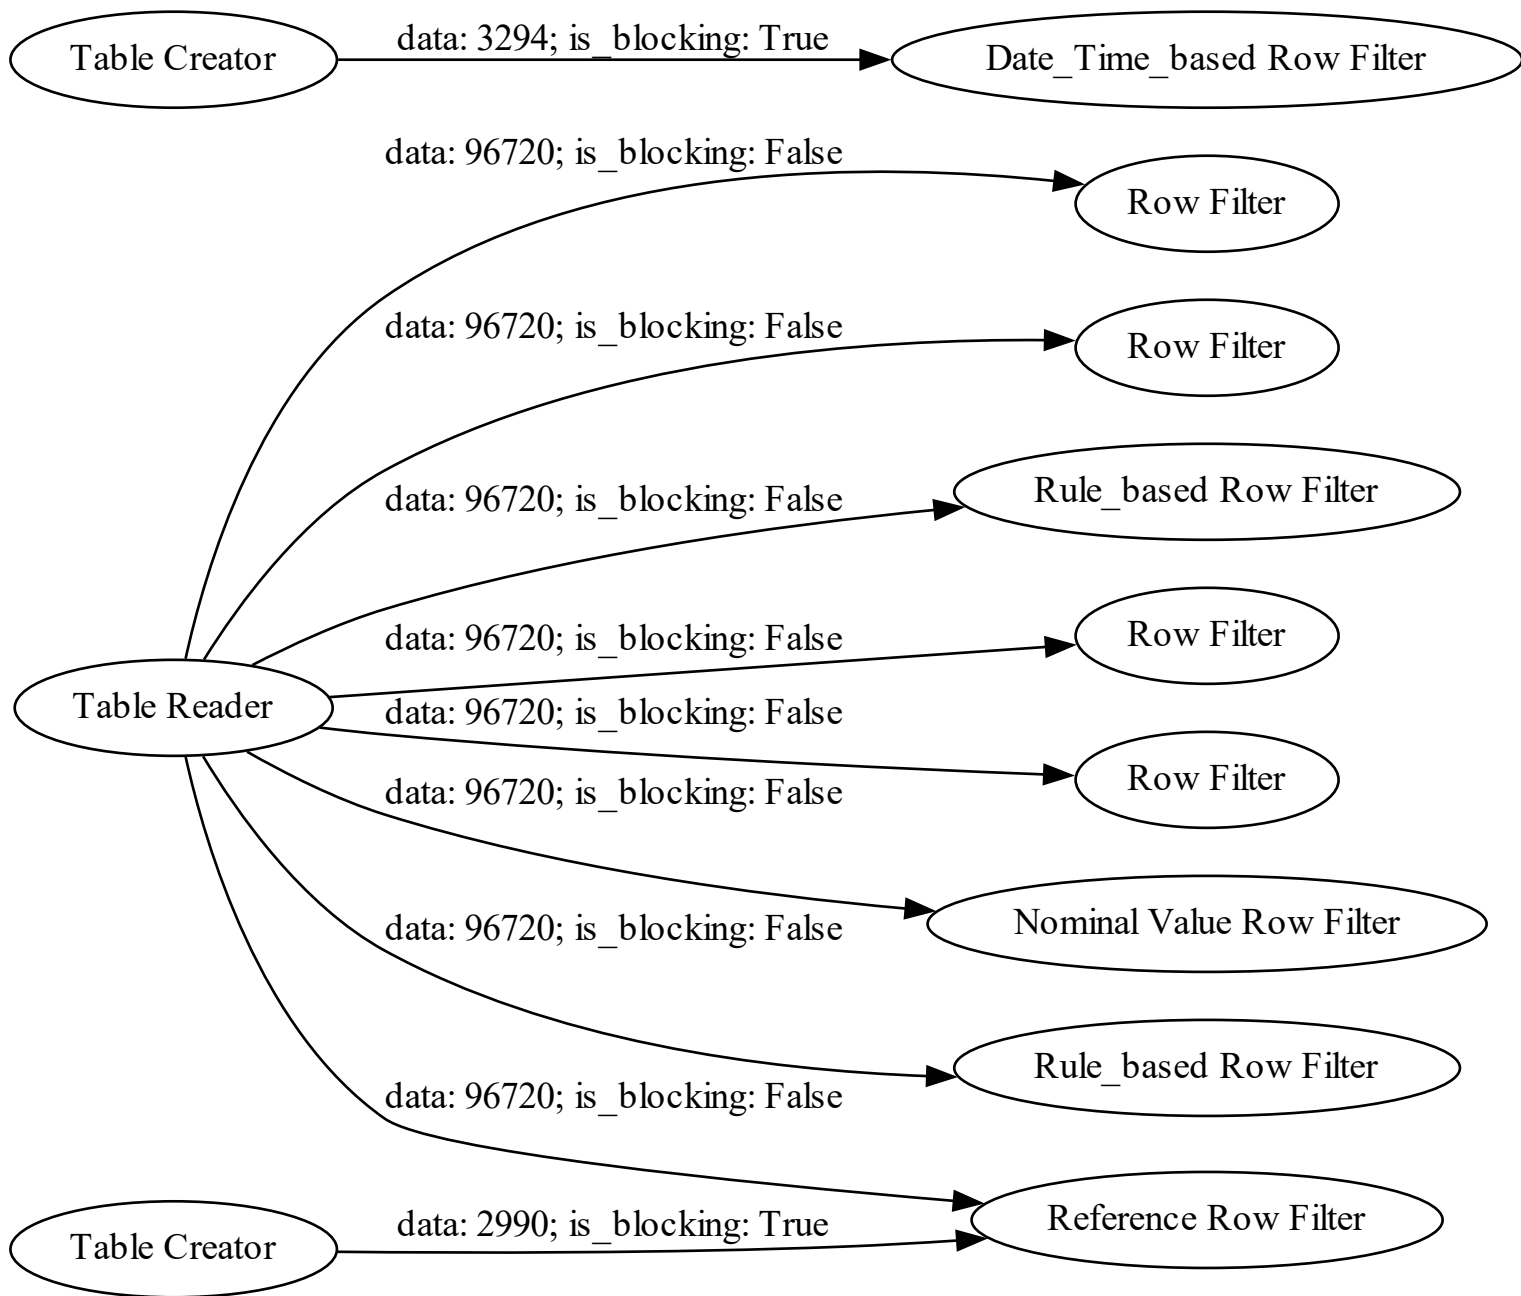 Table Creator
data: 3294; is_blocking: True
Date_Time_based Row Filter
data: 96720; is_blocking: False
Row Filter
data: 96720; is_blocking: False
Row Filter
data: 96720; is_blocking: False
Rule_based Row Filter
data: 96720; is_blocking: False
Row Filter
Table Reader
data: 96720; is_blocking: False
Row Filter
data: 96720; is_blocking: False
Nominal Value Row Filter
data: 96720; is_blocking: False
Rule_based Row Filter
data: 96720; is_blocking: False
Reference Row Filter
Table Creator
data: 2990; is_blocking: True